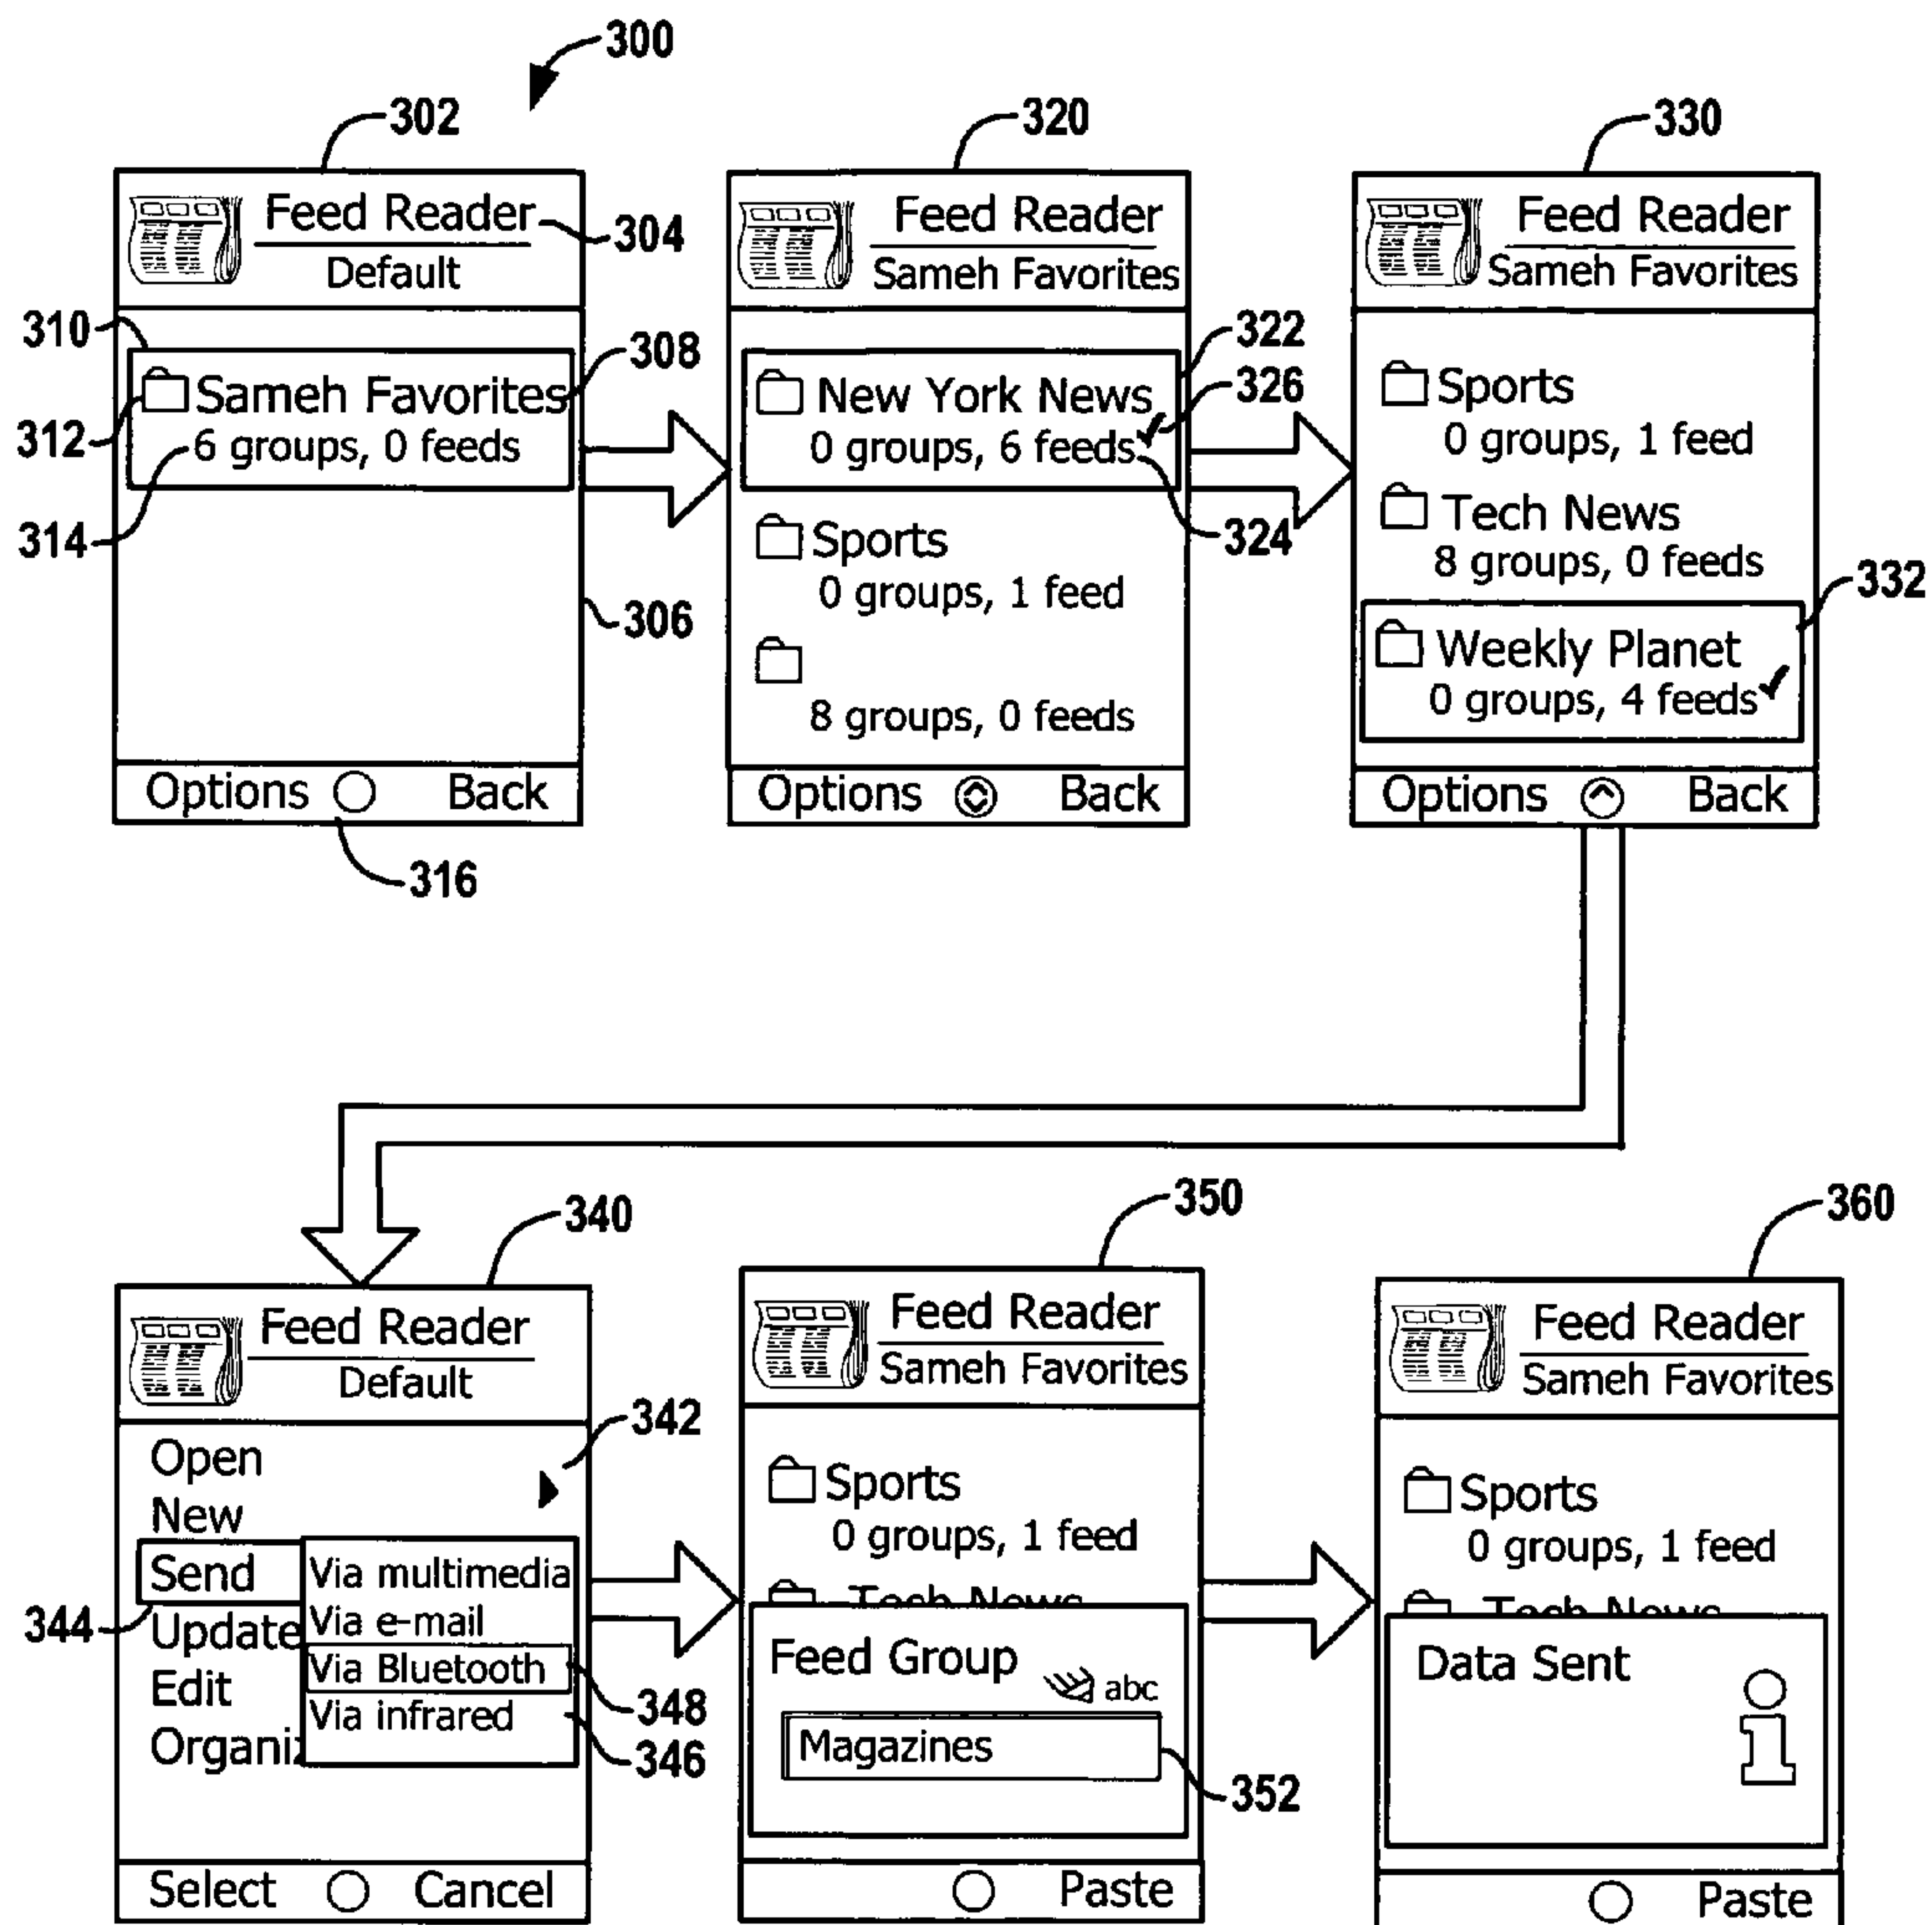 300
302
320
330
Feed Reader
304
Default
Feed Reader
Sameh Favorites
Feed Reader
Sameh Favorites
310
308
Sameh Favorites
312
6 groups, 0 feeds
314
306
322
New York News
326
0 groups, 6 feeds
324
Sports
0 groups, 1 feed
8 groups, 0 feeds
Sports
0 groups, 1 feed
Tech News
8 groups, 0 feeds
332
Weekly Planet
0 groups, 4 feeds
Options Back
Options Back
Options Back
316
340
350
360
Feed Reader
Default
Feed Reader
Sameh Favorites
Feed Reader
Sameh Favorites
342
Open
New
Send
344
Update
Edit
Organiz
Via multimedia
Via e-mail
Via Bluetooth
348
Via infrared
346
Sports
0 groups, 1 feed
Tech News
Feed Group
abc
Magazines
352
Sports
0 groups, 1 feed
Tech News
Data Sent
i
Select Cancel
Paste
Paste